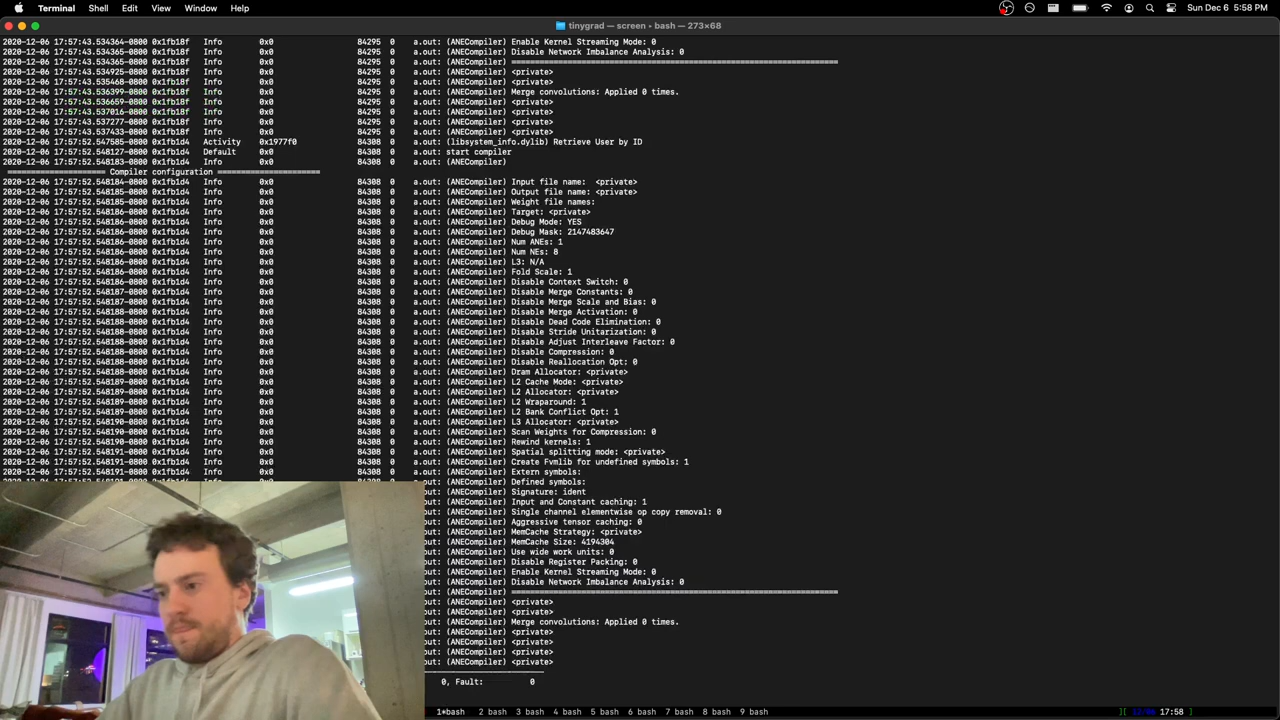 Terminal Shell Edit View Window Help Sun Dec 6 5:58 PM
tinygrad — screen • bash — 273×68
2020-12-06 17:57:43.534364-0800 0x1fb18f Info 0x0 84295 0 a.out: (ANECompiler) Enable Kernel Streaming Mode: 0
2020-12-06 17:57:43.534365-0800 0x1fb18f Info 0x0 84295 0 a.out: (ANECompiler) Disable Network Imbalance Analysis: 0
2020-12-06 17:57:43.534365-0800 0x1fb18f Info 0x0 84295 0 a.out: (ANECompiler) ====================================================================
2020-12-06 17:57:43.534925-0800 0x1fb18f Info 0x0 84295 0 a.out: (ANECompiler) <private>
2020-12-06 17:57:43.535468-0800 0x1fb18f Info 0x0 84295 0 a.out: (ANECompiler) <private>
2020-12-06 17:57:43.536399-0800 0x1fb18f Info 0x0 84295 0 a.out: (ANECompiler) Merge convolutions: Applied 0 times.
2020-12-06 17:57:43.536659-0800 0x1fb18f Info 0x0 84295 0 a.out: (ANECompiler) <private>
2020-12-06 17:57:43.537016-0800 0x1fb18f Info 0x0 84295 0 a.out: (ANECompiler) <private>
2020-12-06 17:57:43.537277-0800 0x1fb18f Info 0x0 84295 0 a.out: (ANECompiler) <private>
2020-12-06 17:57:43.537433-0800 0x1fb18f Info 0x0 84295 0 a.out: (ANECompiler) <private>
2020-12-06 17:57:52.547585-0800 0x1fb1d4 Activity 0x1977f0 84308 0 a.out: (libsystem_info.dylib) Retrieve User by ID
2020-12-06 17:57:52.548127-0800 0x1fb1d4 Default 0x0 84308 0 a.out: start compiler
2020-12-06 17:57:52.548183-0800 0x1fb1d4 Info 0x0 84308 0 a.out: (ANECompiler)
===================== Compiler configuration ======================
2020-12-06 17:57:52.548184-0800 0x1fb1d4 Info 0x0 84308 0 a.out: (ANECompiler) Input file name: <private>
2020-12-06 17:57:52.548185-0800 0x1fb1d4 Info 0x0 84308 0 a.out: (ANECompiler) Output file name: <private>
2020-12-06 17:57:52.548185-0800 0x1fb1d4 Info 0x0 84308 0 a.out: (ANECompiler) Weight file names:
2020-12-06 17:57:52.548185-0800 0x1fb1d4 Info 0x0 84308 0 a.out: (ANECompiler) Target: <private>
2020-12-06 17:57:52.548186-0800 0x1fb1d4 Info 0x0 84308 0 a.out: (ANECompiler) Debug Mode: YES
2020-12-06 17:57:52.548186-0800 0x1fb1d4 Info 0x0 84308 0 a.out: (ANECompiler) Debug Mask: 2147483647
2020-12-06 17:57:52.548186-0800 0x1fb1d4 Info 0x0 84308 0 a.out: (ANECompiler) Num ANEs: 1
2020-12-06 17:57:52.548186-0800 0x1fb1d4 Info 0x0 84308 0 a.out: (ANECompiler) Num NEs: 8
2020-12-06 17:57:52.548186-0800 0x1fb1d4 Info 0x0 84308 0 a.out: (ANECompiler) L3: N/A
2020-12-06 17:57:52.548186-0800 0x1fb1d4 Info 0x0 84308 0 a.out: (ANECompiler) Fold Scale: 1
2020-12-06 17:57:52.548186-0800 0x1fb1d4 Info 0x0 84308 0 a.out: (ANECompiler) Disable Context Switch: 0
2020-12-06 17:57:52.548187-0800 0x1fb1d4 Info 0x0 84308 0 a.out: (ANECompiler) Disable Merge Constants: 0
2020-12-06 17:57:52.548187-0800 0x1fb1d4 Info 0x0 84308 0 a.out: (ANECompiler) Disable Merge Scale and Bias: 0
2020-12-06 17:57:52.548188-0800 0x1fb1d4 Info 0x0 84308 0 a.out: (ANECompiler) Disable Merge Activation: 0
2020-12-06 17:57:52.548188-0800 0x1fb1d4 Info 0x0 84308 0 a.out: (ANECompiler) Disable Dead Code Elimination: 0
2020-12-06 17:57:52.548188-0800 0x1fb1d4 Info 0x0 84308 0 a.out: (ANECompiler) Disable Stride Unitarization: 0
2020-12-06 17:57:52.548188-0800 0x1fb1d4 Info 0x0 84308 0 a.out: (ANECompiler) Disable Adjust Interleave Factor: 0
2020-12-06 17:57:52.548188-0800 0x1fb1d4 Info 0x0 84308 0 a.out: (ANECompiler) Disable Compression: 0
2020-12-06 17:57:52.548188-0800 0x1fb1d4 Info 0x0 84308 0 a.out: (ANECompiler) Disable Reallocation Opt: 0
2020-12-06 17:57:52.548188-0800 0x1fb1d4 Info 0x0 84308 0 a.out: (ANECompiler) Dram Allocator: <private>
2020-12-06 17:57:52.548189-0800 0x1fb1d4 Info 0x0 84308 0 a.out: (ANECompiler) L2 Cache Mode: <private>
2020-12-06 17:57:52.548189-0800 0x1fb1d4 Info 0x0 84308 0 a.out: (ANECompiler) L2 Allocator: <private>
2020-12-06 17:57:52.548189-0800 0x1fb1d4 Info 0x0 84308 0 a.out: (ANECompiler) L2 Wraparound: 1
2020-12-06 17:57:52.548190-0800 0x1fb1d4 Info 0x0 84308 0 a.out: (ANECompiler) L2 Bank Conflict Opt: 1
2020-12-06 17:57:52.548190-0800 0x1fb1d4 Info 0x0 84308 0 a.out: (ANECompiler) L3 Allocator: <private>
2020-12-06 17:57:52.548190-0800 0x1fb1d4 Info 0x0 84308 0 a.out: (ANECompiler) Scan Weights for Compression: 0
2020-12-06 17:57:52.548190-0800 0x1fb1d4 Info 0x0 84308 0 a.out: (ANECompiler) Rewind kernels: 1
2020-12-06 17:57:52.548191-0800 0x1fb1d4 Info 0x0 84308 0 a.out: (ANECompiler) Spatial splitting mode: <private>
2020-12-06 17:57:52.548191-0800 0x1fb1d4 Info 0x0 84308 0 a.out: (ANECompiler) Create Fvmlib for undefined symbols: 1
2020-12-06 17:57:52.548191-0800 0x1fb1d4 Info 0x0 84308 0 a.out: (ANECompiler) Extern symbols:
84308 0 a.out: (ANECompiler) Defined symbols:
out: (ANECompiler) Signature: ident
out: (ANECompiler) Input and Constant caching: 1
out: (ANECompiler) Single channel elementwise op copy removal: 0
out: (ANECompiler) Aggressive tensor caching: 0
out: (ANECompiler) MemCache Strategy: <private>
out: (ANECompiler) MemCache Size: 4194304
out: (ANECompiler) Use wide work units: 0
out: (ANECompiler) Disable Register Packing: 0
out: (ANECompiler) Enable Kernel Streaming Mode: 0
out: (ANECompiler) Disable Network Imbalance Analysis: 0
out: (ANECompiler) ====================================================================
out: (ANECompiler) <private>
out: (ANECompiler) <private>
out: (ANECompiler) Merge convolutions: Applied 0 times.
out: (ANECompiler) <private>
out: (ANECompiler) <private>
out: (ANECompiler) <private>
0, Fault: 0
1*bash 2 bash 3 bash 4 bash 5 bash 6 bash 7 bash 8 bash 9 bash ][ 17:58 ]